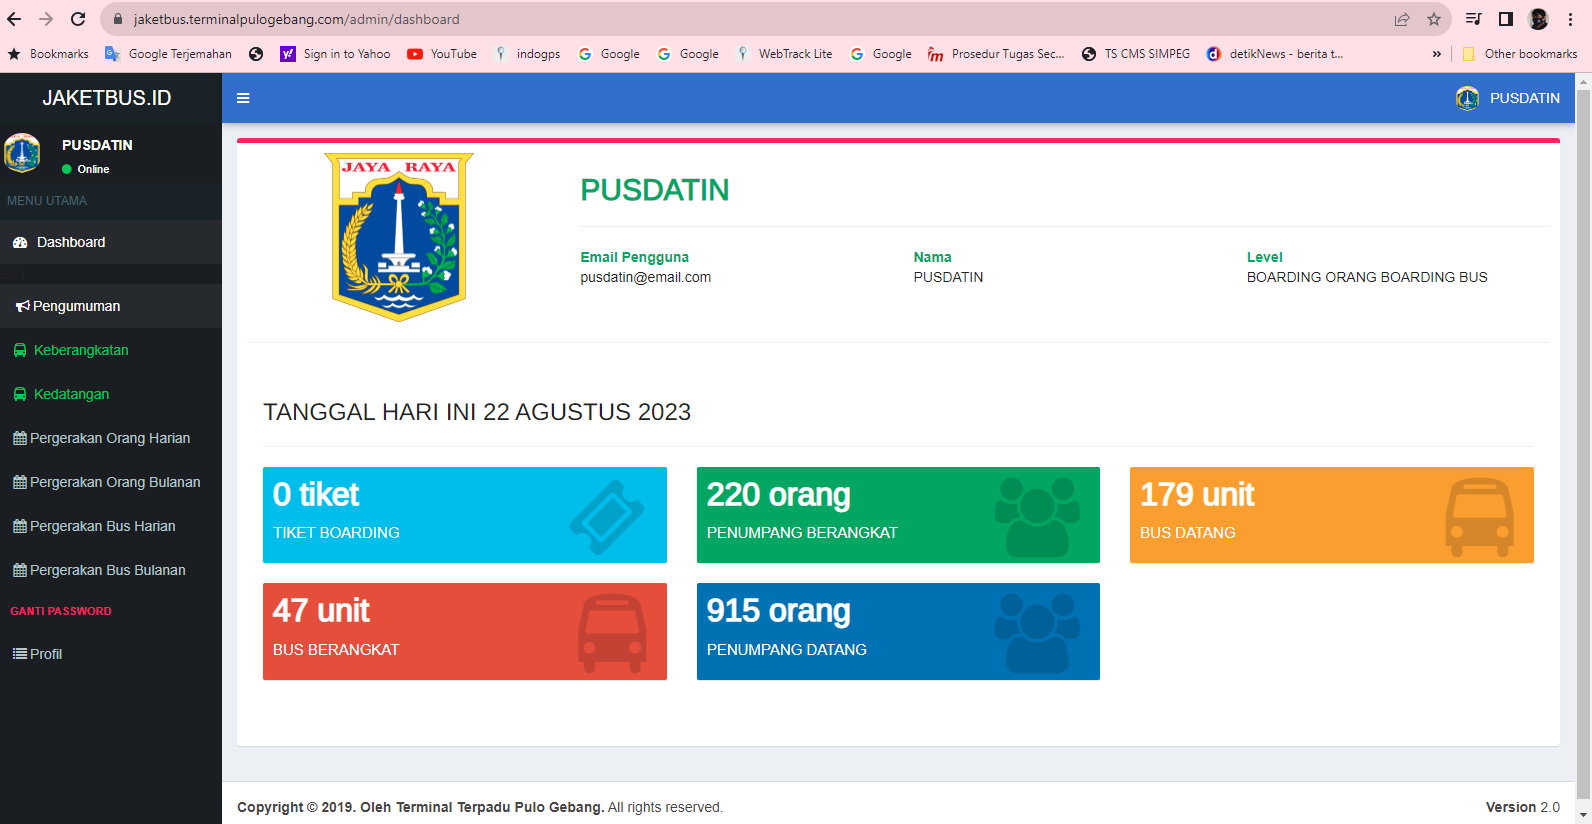 jaketbus.terminalpulogebang.com/admin/dashboard
Bookmarks Google Terjemahan Sign in to Yahoo YouTube indogps Google Google WebTrack Lite Google Prosedur Tugas Sec... TS CMS SIMPEG detikNews - berita t... » Other bookmarks
JAKETBUS.ID
PUSDATIN
PUSDATIN
Online
MENU UTAMA
Dashboard
Pengumuman
Keberangkatan
Kedatangan
Pergerakan Orang Harian
Pergerakan Orang Bulanan
Pergerakan Bus Harian
Pergerakan Bus Bulanan
GANTI PASSWORD
Profil
JAYA RAYA
PUSDATIN
Email Pengguna
pusdatin@email.com
Nama
PUSDATIN
Level
BOARDING ORANG BOARDING BUS
TANGGAL HARI INI 22 AGUSTUS 2023
0 tiket
TIKET BOARDING
220 orang
PENUMPANG BERANGKAT
179 unit
BUS DATANG
47 unit
BUS BERANGKAT
915 orang
PENUMPANG DATANG
Copyright © 2019. Oleh Terminal Terpadu Pulo Gebang. All rights reserved.
Version 2.0